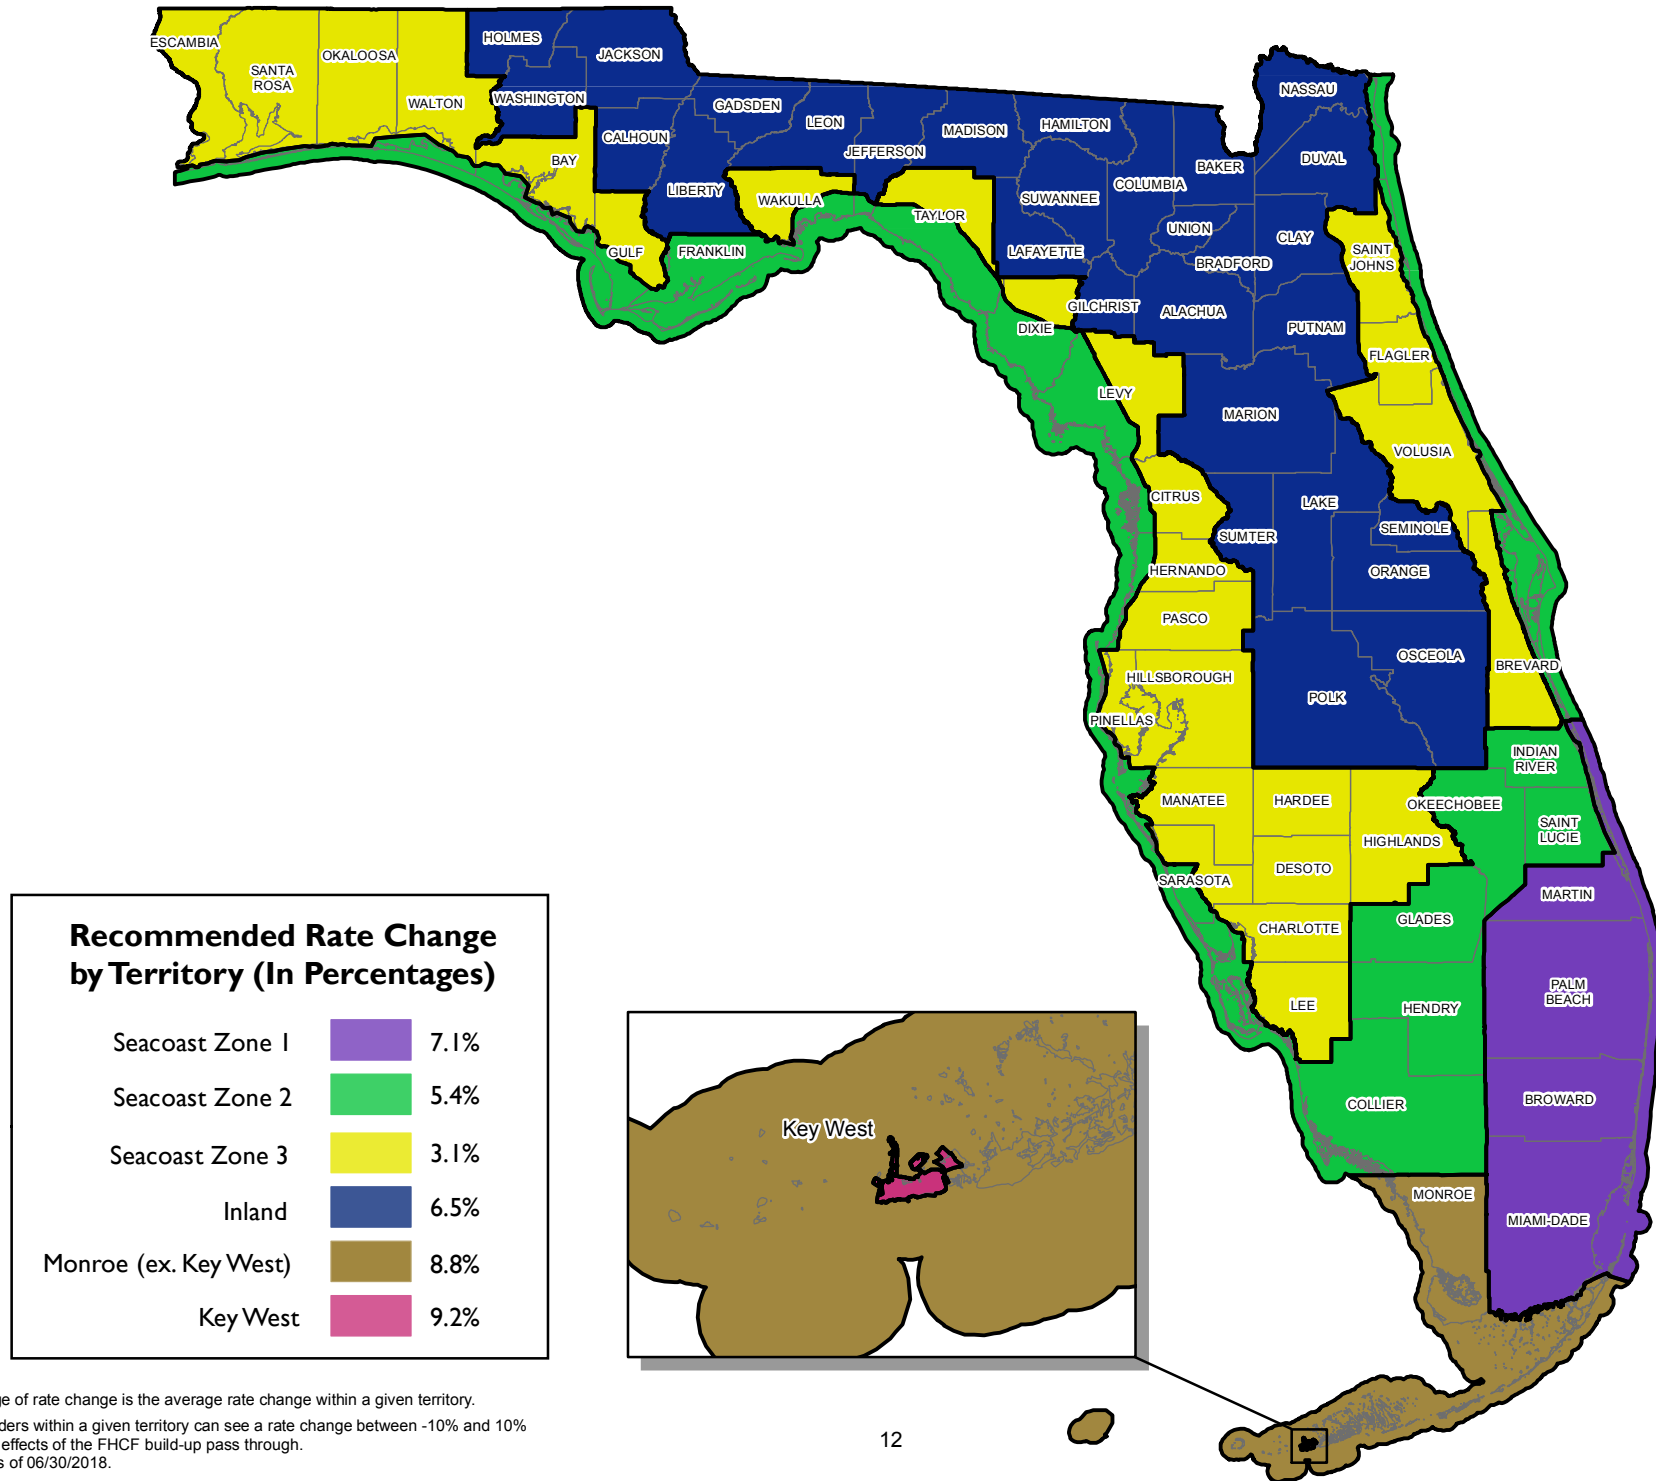 ESCAMBIA
SANTA
ROSA
OKALOOSA
WALTON
HOLMES
JACKSON
WASHINGTON
BAY
CALHOUN
GULF
GADSDEN
LIBERTY
FRANKLIN
LEON
WAKULLA
JEFFERSON
MADISON
TAYLOR
HAMILTON
SUWANNEE
LAFAYETTE
DIXIE
COLUMBIA
GILCHRIST
BAKER
UNION
BRADFORD
ALACHUA
NASSAU
DUVAL
CLAY
SAINT
JOHNS
PUTNAM
FLAGLER
LEVY
MARION
VOLUSIA
CITRUS
SUMTER
LAKE
SEMINOLE
HERNANDO
ORANGE
PASCO
OSCEOLA
BREVARD
HILLSBOROUGH
POLK
PINELLAS
INDIAN
RIVER
MANATEE
HARDEE
OKEECHOBEE
HIGHLANDS
SAINT
LUCIE
SARASOTA
DESOTO
MARTIN
CHARLOTTE
GLADES
LEE
HENDRY
PALM
BEACH
COLLIER
BROWARD
MONROE
MIAMI-DADE
Key West
Recommended Rate Change
by Territory (In Percentages)
Seacoast Zone 1 7.1%
Seacoast Zone 2 5.4%
Seacoast Zone 3 3.1%
Inland 6.5%
Monroe (ex. Key West) 8.8%
Key West 9.2%
of rate change is the average rate change within a given territory.
within a given territory can see a rate change between -10% and 10%
effects of the FHCF build-up pass through.
of 06/30/2018.
12